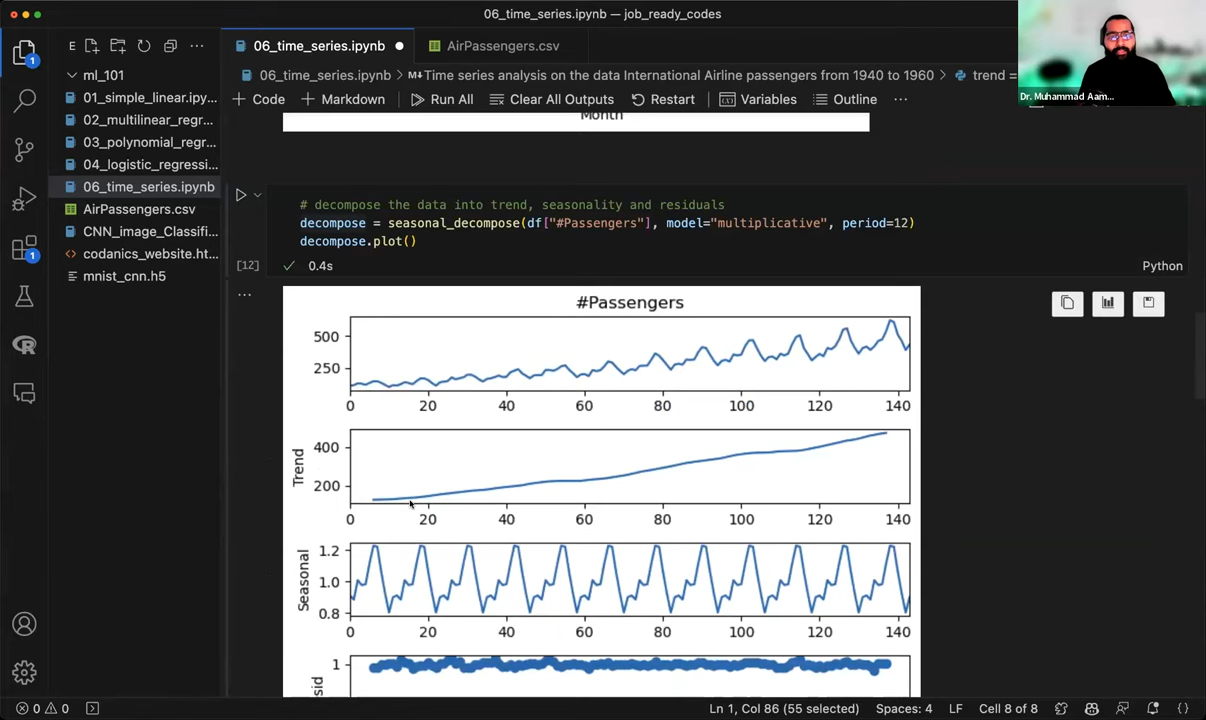 06_time_series.ipynb — job_ready_codes
Dr. Muhammad Aam...
E
1
ml_101
01_simple_linear.ipy...
02_multilinear_regr...
03_polynomial_regr...
04_logistic_regressi...
06_time_series.ipynb
AirPassengers.csv
CNN_image_Classifi...
codanics_website.ht...
mnist_cnn.h5
1
06_time_series.ipynb
AirPassengers.csv
06_time_series.ipynb > M↓Time series analysis on the data International Airline passengers from 1940 to 1960 > trend =
+ Code + Markdown Run All Clear All Outputs Restart Variables Outline ...
Month
# decompose the data into trend, seasonality and residuals
decompose = seasonal_decompose(df["#Passengers"], model="multiplicative", period=12)
decompose.plot()
[12] 0.4s Python
#Passengers
500
250
0 20 40 60 80 100 120 140
Trend
400
200
0 20 40 60 80 100 120 140
Seasonal
1.2
1.0
0.8
0 20 40 60 80 100 120 140
sid
1
0 0 Ln 1, Col 86 (55 selected) Spaces: 4 LF Cell 8 of 8